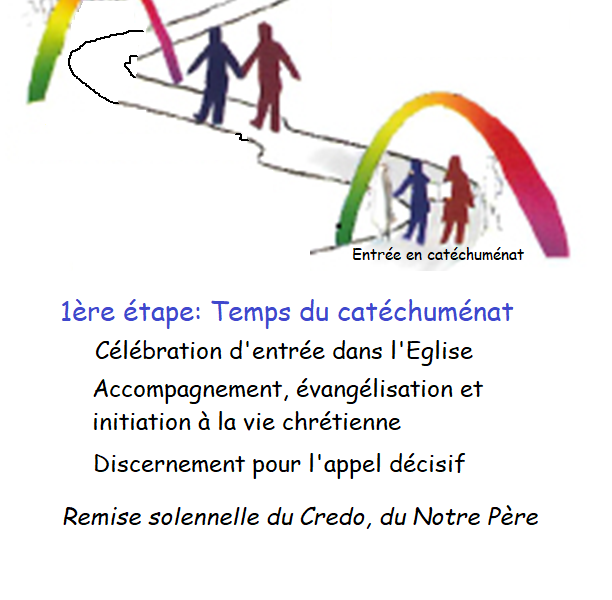 Entrée en catéchuménat
1ère étape: Temps du catéchuménat
Célébration d'entrée dans l'Eglise
Accompagnement, évangélisation et
initiation à la vie chrétienne
Discernement pour l'appel décisif
Remise solennelle du Credo, du Notre Père